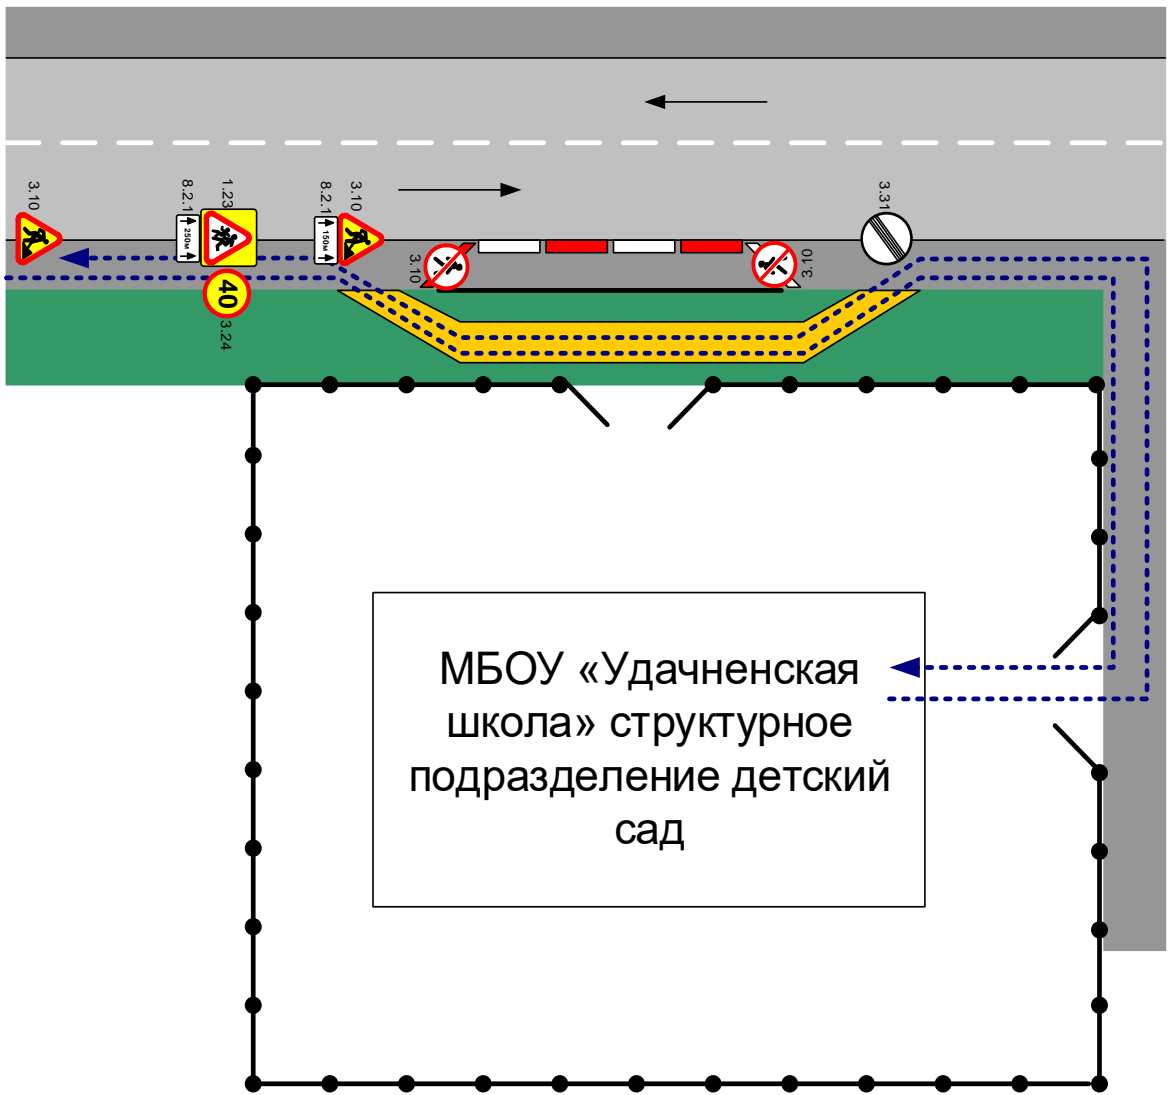 3.10
8.2.1
250м
1.23
40
3.24
8.2.1
150м
3.10
3.10
3.10
3.31
МБОУ «Удачненская
школа» структурное
подразделение детский
сад